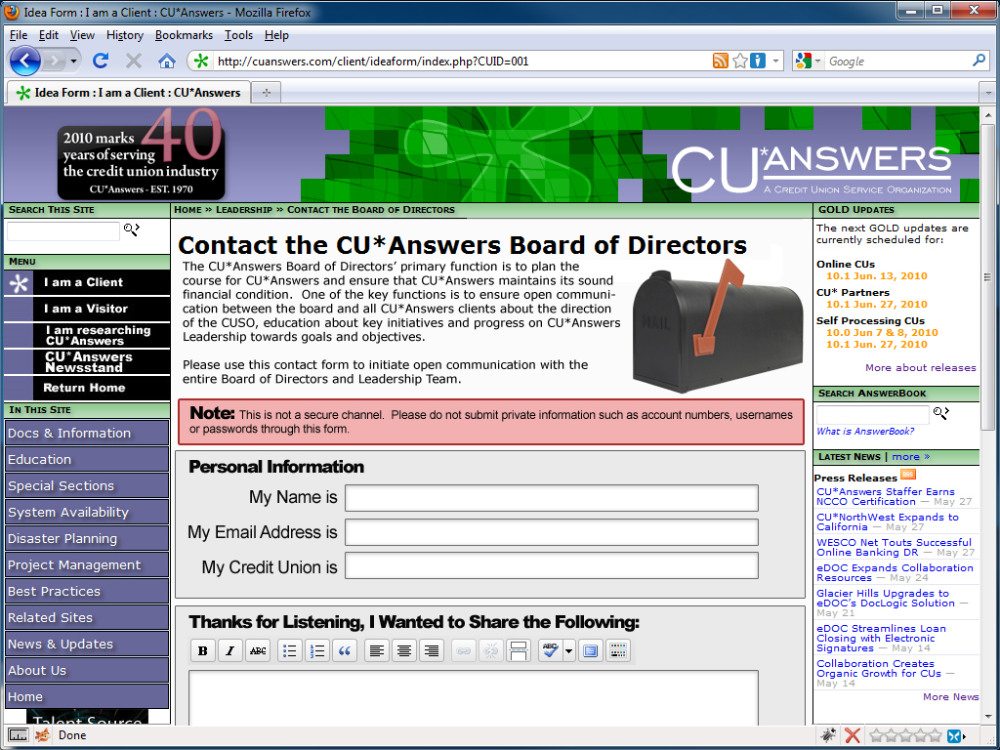 Idea Form : I am a Client : CU*Answers - Mozilla Firefox
File Edit View History Bookmarks Tools Help
http://cuanswers.com/client/ideaform/index.php?CUID=001
Google
Idea Form : I am a Client : CU*Answers
2010 marks 40
years of serving
the credit union industry
CU*Answers - EST. 1970
CU*ANSWERS
A Credit Union Service Organization
Search This Site
Menu
I am a Client
I am a Visitor
I am researching
CU*Answers
CU*Answers
Newsstand
Return Home
In This Site
Docs & Information
Education
Special Sections
System Availability
Disaster Planning
Project Management
Best Practices
Related Sites
News & Updates
About Us
Home
Talent Source
Home » Leadership » Contact the Board of Directors
Contact the CU*Answers Board of Directors
The CU*Answers Board of Directors' primary function is to plan the
course for CU*Answers and ensure that CU*Answers maintains its sound
financial condition.  One of the key functions is to ensure open communi-
cation between the board and all CU*Answers clients about the direction
of the CUSO, education about key initiatives and progress on CU*Answers
Leadership towards goals and objectives.
Please use this contact form to initiate open communication with the
entire Board of Directors and Leadership Team.
MAIL
Note: This is not a secure channel.  Please do not submit private information such as account numbers, usernames
or passwords through this form.
Personal Information
My Name is
My Email Address is
My Credit Union is
Thanks for Listening, I Wanted to Share the Following:
B I ABC ABC
GOLD Updates
The next GOLD updates are
currently scheduled for:
Online CUs
10.1 Jun. 13, 2010
CU* Partners
10.1 Jun. 27, 2010
Self Processing CUs
10.0 Jun 7 & 8, 2010
10.1 Jun. 27, 2010
More about releases
Search AnswerBook
What is AnswerBook?
Latest News | more »
Press Releases RSS
CU*Answers Staffer Earns
NCCO Certification — May 27
CU*NorthWest Expands to
California — May 27
WESCO Net Touts Successful
Online Banking DR — May 27
eDOC Expands Collaboration
Resources — May 24
Glacier Hills Upgrades to
eDOC's DocLogic Solution —
May 21
eDOC Streamlines Loan
Closing with Electronic
Signatures — May 14
Collaboration Creates
Organic Growth for CUs —
May 14
More News
Done